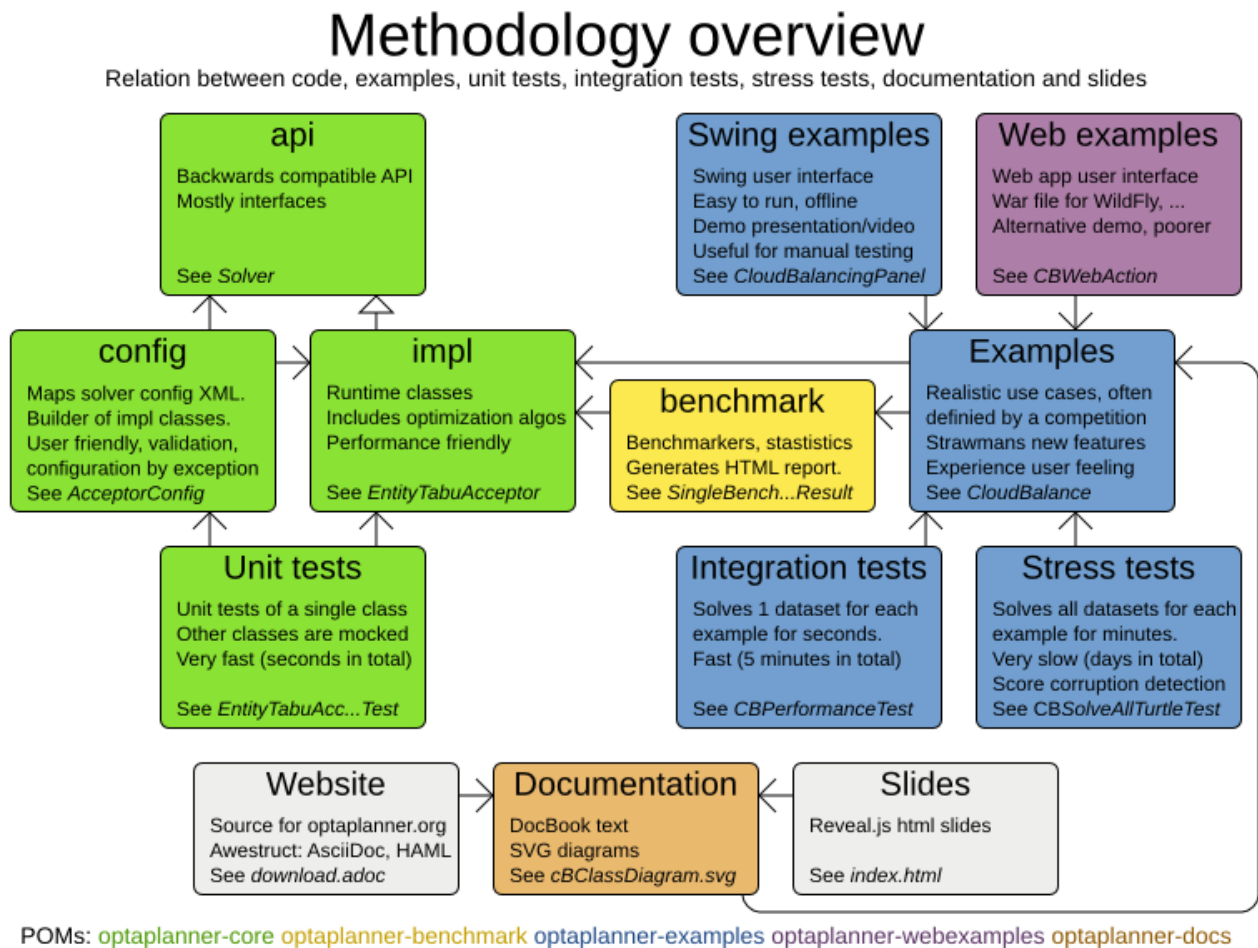 Methodology overview
Relation between code, examples, unit tests, integration tests, stress tests, documentation and slides
api
Backwards compatible API
Mostly interfaces
See Solver
Swing examples
Swing user interface
Easy to run, offline
Demo presentation/video
Useful for manual testing
See CloudBalancingPanel
Web examples
Web app user interface
War file for WildFly, ...
Alternative demo, poorer
See CBWebAction
config
Maps solver config XML.
Builder of impl classes.
User friendly, validation,
configuration by exception
See AcceptorConfig
impl
Runtime classes
Includes optimization algos
Performance friendly
See EntityTabuAcceptor
benchmark
Benchmarkers, stastistics
Generates HTML report.
See SingleBench...Result
Examples
Realistic use cases, often
definied by a competition
Strawmans new features
Experience user feeling
See CloudBalance
Unit tests
Unit tests of a single class
Other classes are mocked
Very fast (seconds in total)
See EntityTabuAcc...Test
Integration tests
Solves 1 dataset for each
example for seconds.
Fast (5 minutes in total)
See CBPerformanceTest
Stress tests
Solves all datasets for each
example for minutes.
Very slow (days in total)
Score corruption detection
See CBSolveAllTurtleTest
Website
Source for optaplanner.org
Awestruct: AsciiDoc, HAML
See download.adoc
Documentation
DocBook text
SVG diagrams
See cBClassDiagram.svg
Slides
Reveal.js html slides
See index.html
POMs: optaplanner-core optaplanner-benchmark optaplanner-examples optaplanner-webexamples optaplanner-docs